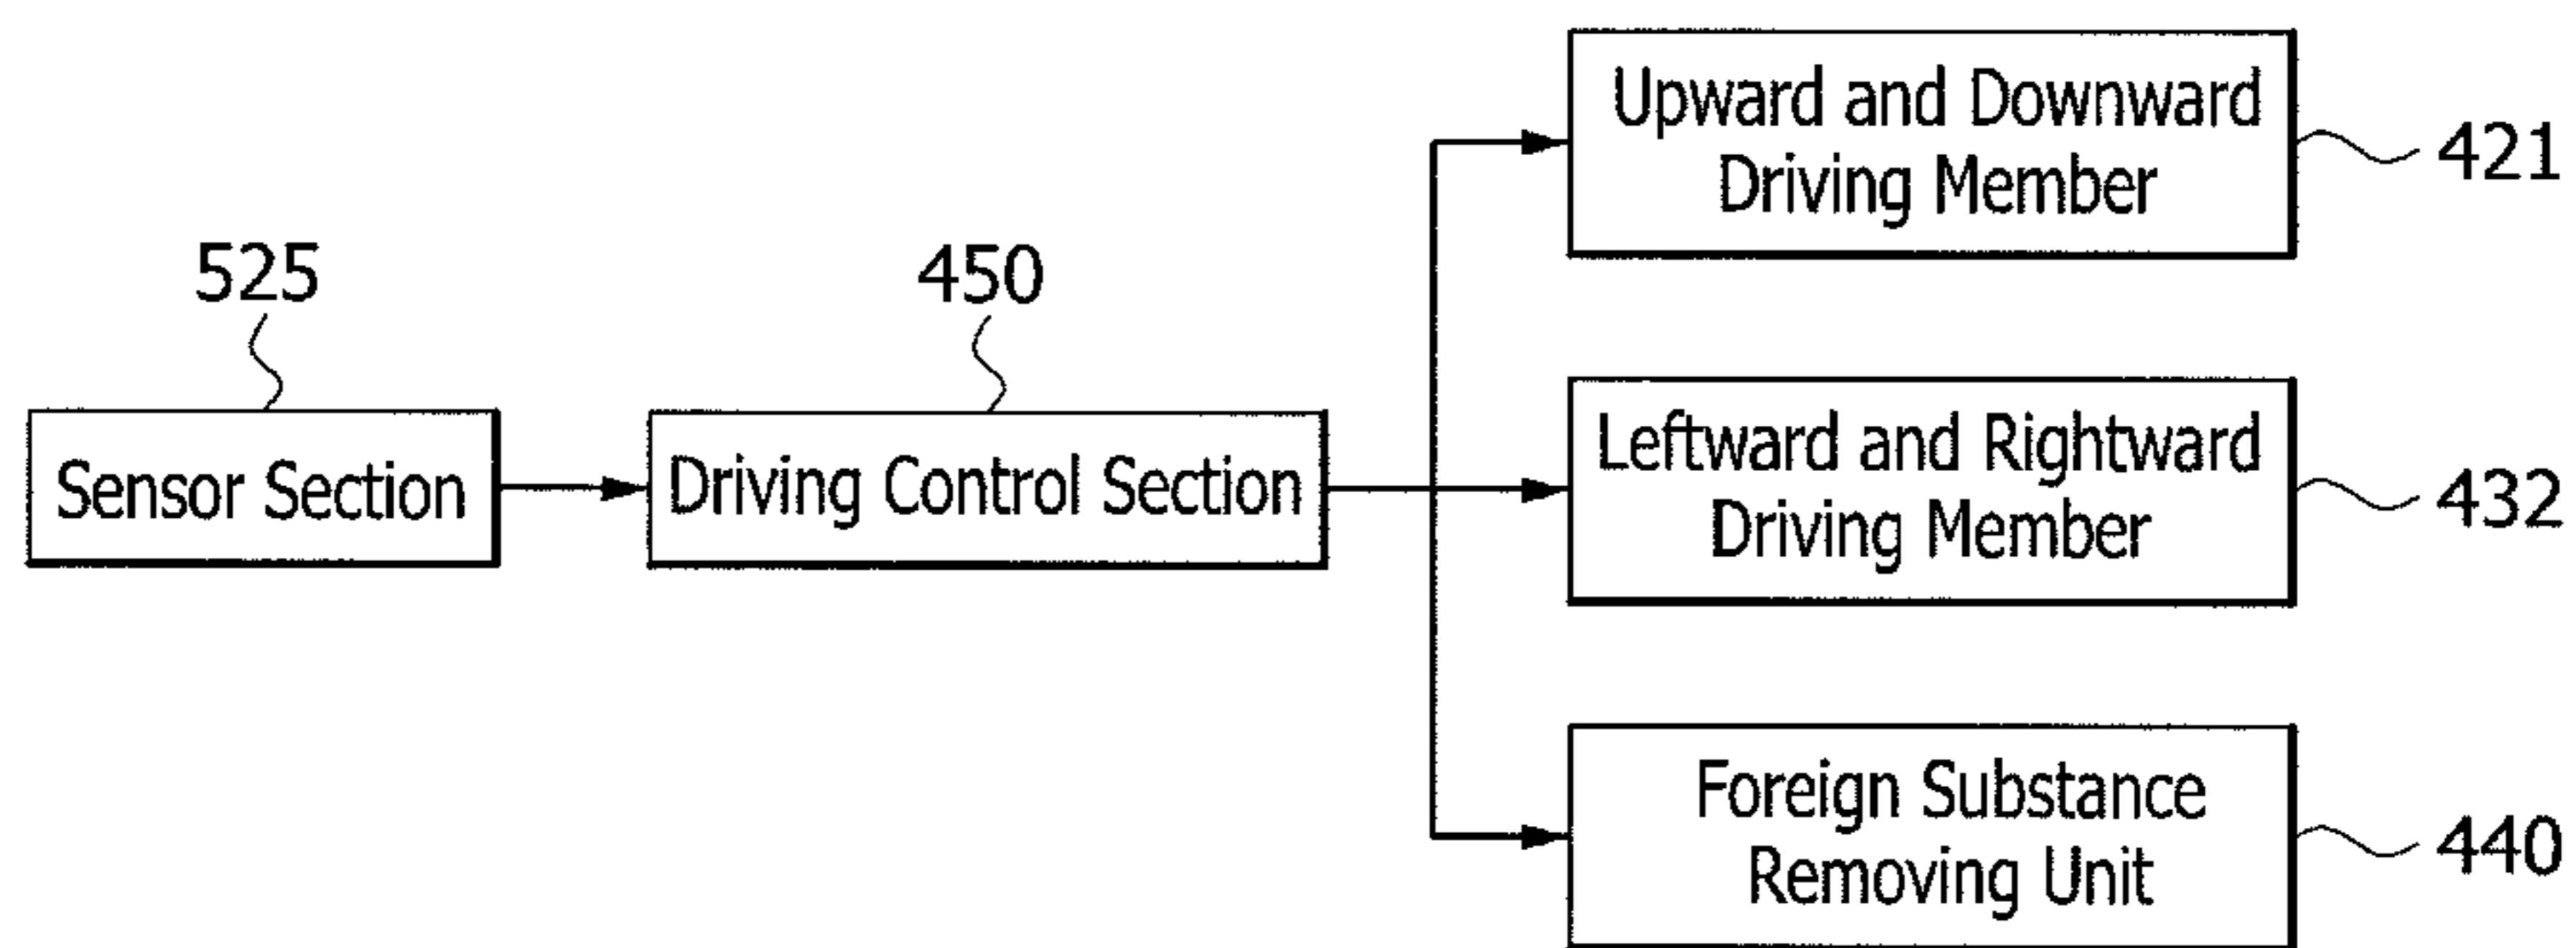 525
Sensor Section
450
Driving Control Section
Upward and Downward
Driving Member
421
Leftward and Rightward
Driving Member
432
Foreign Substance
Removing Unit
440